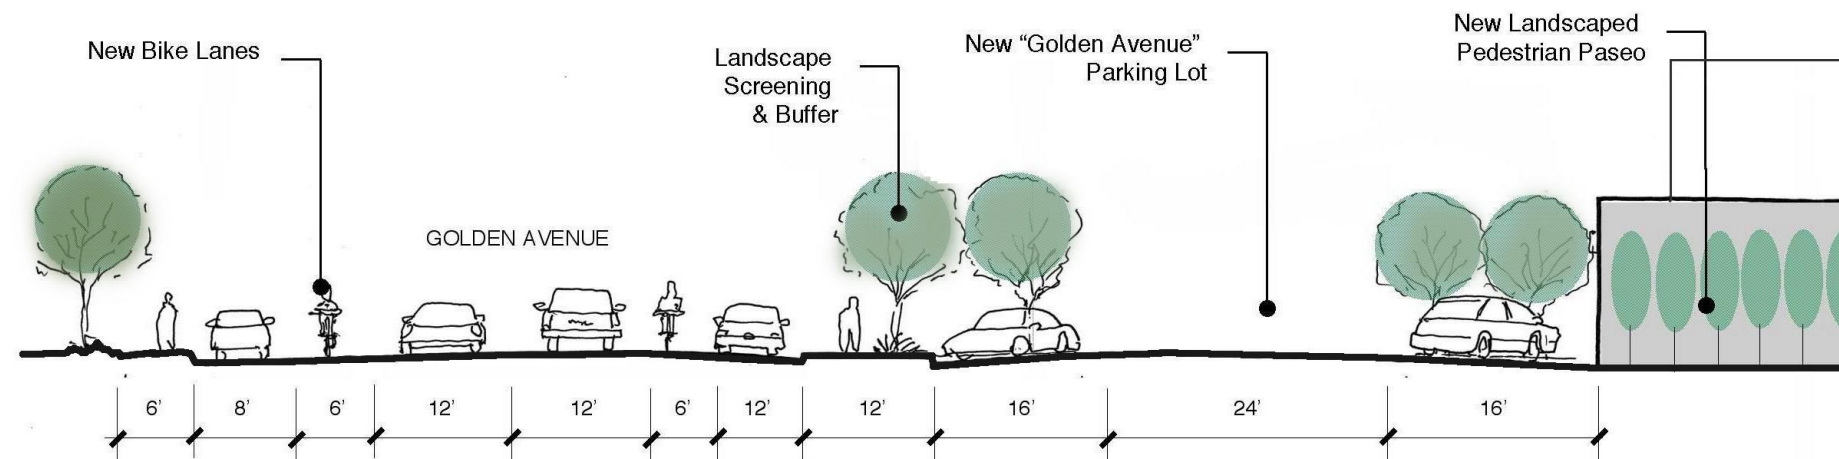 New Bike Lanes
Landscape
Screening
& Buffer
New “Golden Avenue”
Parking Lot
New Landscaped
Pedestrian Paseo
GOLDEN AVENUE
6’ 8’ 6’ 12’ 12’ 6’ 12’ 12’ 16’ 24’ 16’